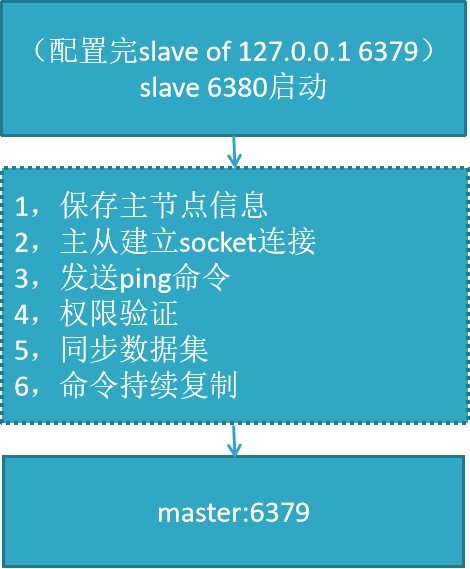 （配置完slave of 127.0.0.1 6379）
slave 6380启动
1，保存主节点信息
2，主从建立socket连接
3，发送ping命令
4，权限验证
5，同步数据集
6，命令持续复制
master:6379